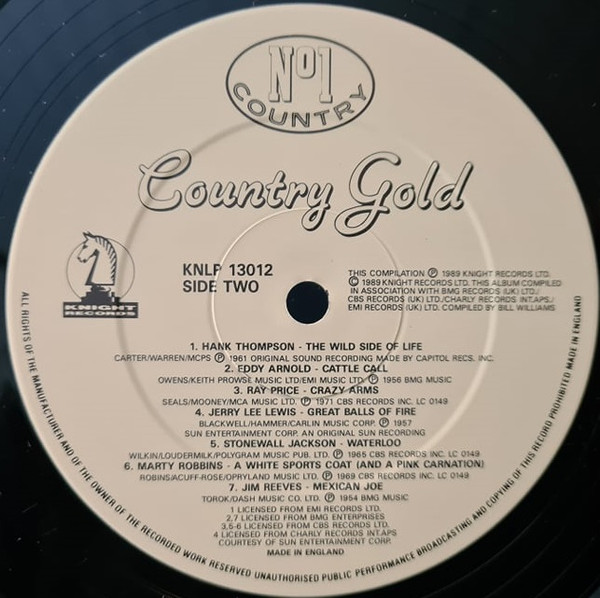 Nº1
COUNTRY
Country Gold
KNIGHT
RECORDS
KNLP 13012
SIDE TWO
THIS COMPILATION Ⓟ 1989 KNIGHT RECORDS LTD.
© 1989 KNIGHT RECORDS LTD. THIS ALBUM COMPILED
IN ASSOCIATION WITH BMG RECORDS (UK) LTD./
CBS RECORDS (UK) LTD./CHARLY RECORDS INT.APS./
EMI RECORDS (UK) LTD. COMPILED BY BILL WILLIAMS
1. HANK THOMPSON - THE WILD SIDE OF LIFE
CARTER/WARREN/MCPS Ⓟ 1961 ORIGINAL SOUND RECORDING MADE BY CAPITOL RECS. INC.
2. EDDY ARNOLD - CATTLE CALL
OWENS/KEITH PROWSE MUSIC LTD/EMI MUSIC LTD Ⓟ 1956 BMG MUSIC
3. RAY PRICE - CRAZY ARMS
SEALS/MOONEY/MCA MUSIC LTD. Ⓟ 1971 CBS RECORDS INC. LC 0149
4. JERRY LEE LEWIS - GREAT BALLS OF FIRE
BLACKWELL/HAMMER/CARLIN MUSIC CORP. Ⓟ 1957
SUN ENTERTAINMENT CORP. AN ORIGINAL SUN RECORDING
5. STONEWALL JACKSON - WATERLOO
WILKIN/LOUDERMILK/POLYGRAM MUSIC PUB. LTD. Ⓟ 1965 CBS RECORDS INC. LC 0149
6. MARTY ROBBINS - A WHITE SPORTS COAT (AND A PINK CARNATION)
ROBINS/ACUFF-ROSE/OPRYLAND MUSIC LTD. Ⓟ 1969 CBS RECORDS INC. LC 0149
7. JIM REEVES - MEXICAN JOE
TOROK/DASH MUSIC CO. LTD. Ⓟ 1954 BMG MUSIC
1 LICENSED FROM EMI RECORDS LTD.
2,7 LICENSED FROM BMG ENTERPRISES
3,5-6 LICENSED FROM CBS RECORDS LTD.
4 LICENSED FROM CHARLY RECORDS INT.APS
COURTESY OF SUN ENTERTAINMENT CORP.
MADE IN ENGLAND
ALL RIGHTS OF THE MANUFACTURER AND OF THE OWNER OF THE RECORDED WORK RESERVED UNAUTHORISED PUBLIC PERFORMANCE BROADCASTING AND COPYING OF THIS RECORD PROHIBITED MADE IN ENGLAND